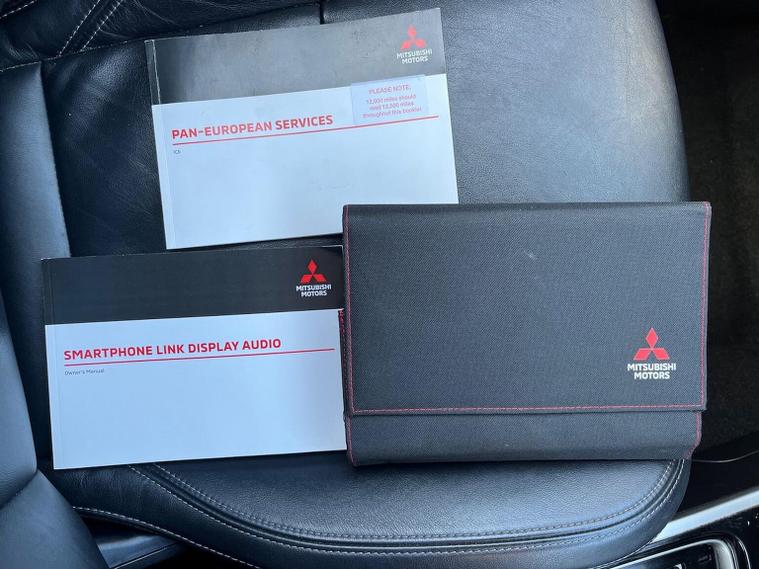 MITSUBISHI
MOTORS
PLEASE NOTE:
12,000 miles should
read 12,500 miles
throughout this booklet
PAN-EUROPEAN SERVICES
MITSUBISHI
MOTORS
SMARTPHONE LINK DISPLAY AUDIO
Owner's Manual
MITSUBISHI
MOTORS